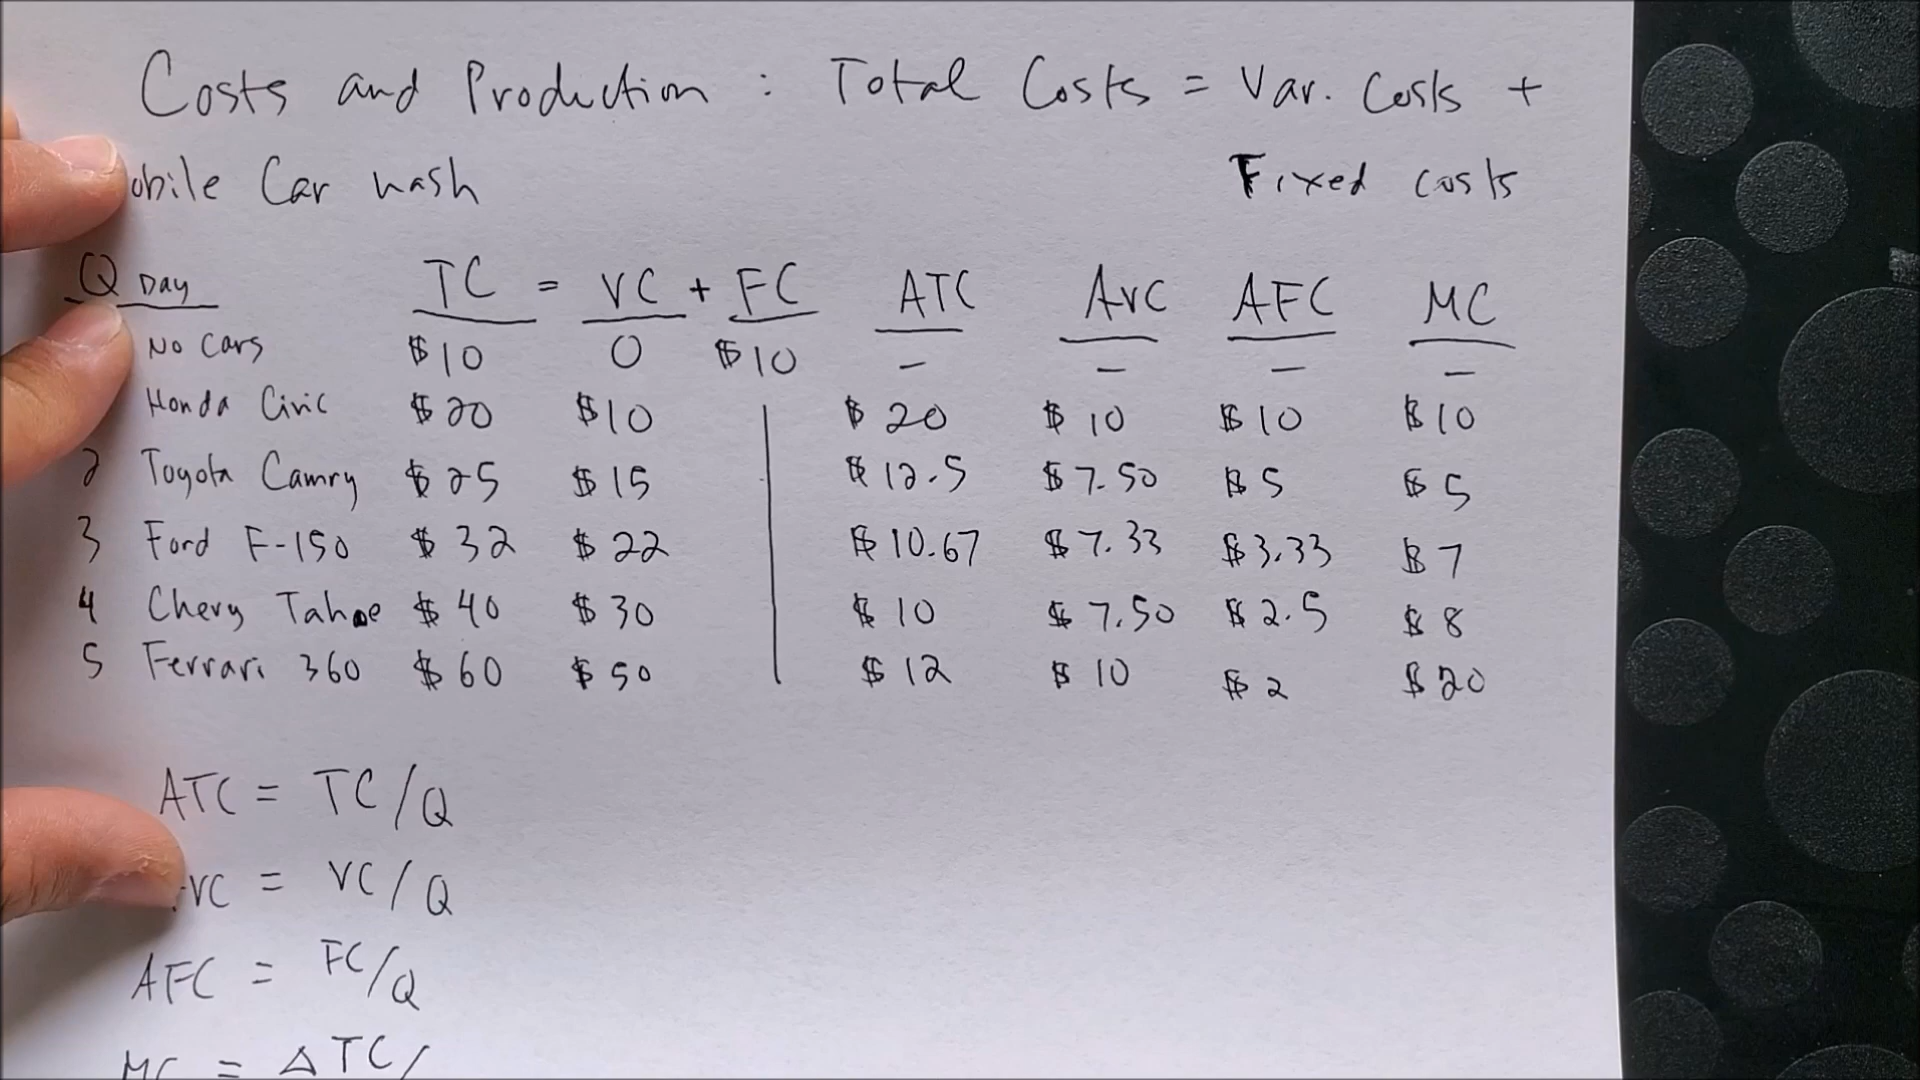 Costs and Production : Total Costs = Var. Costs +
obile Car wash Fixed costs
Q Day TC = VC + FC ATC AVC AFC MC
No Cars $10 0 $10 – – – –
Honda Civic $20 $10 $20 $10 $10 $10
2 Toyota Camry $25 $15 $12.5 $7.50 $5 $5
3 Ford F-150 $32 $22 $10.67 $7.33 $3.33 $7
4 Chevy Tahoe $40 $30 $10 $7.50 $2.5 $8
5 Ferrari 360 $60 $50 $12 $10 $2 $20
ATC = TC/Q
VC = VC/Q
AFC = FC/Q
MC = Δ TC/